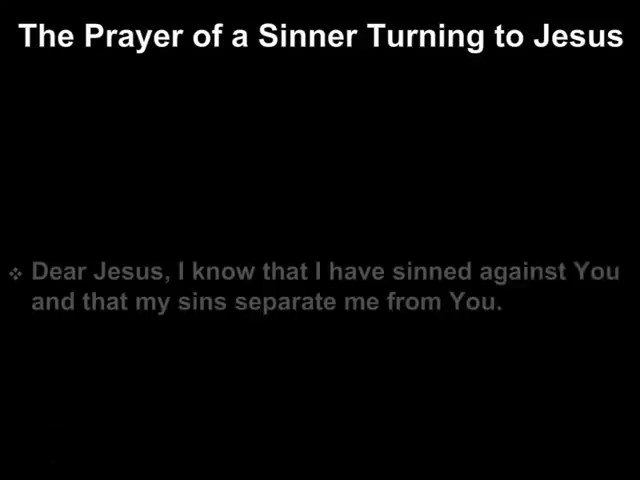 The Prayer of a Sinner Turning to Jesus
❖ Dear Jesus, I know that I have sinned against You
and that my sins separate me from You.